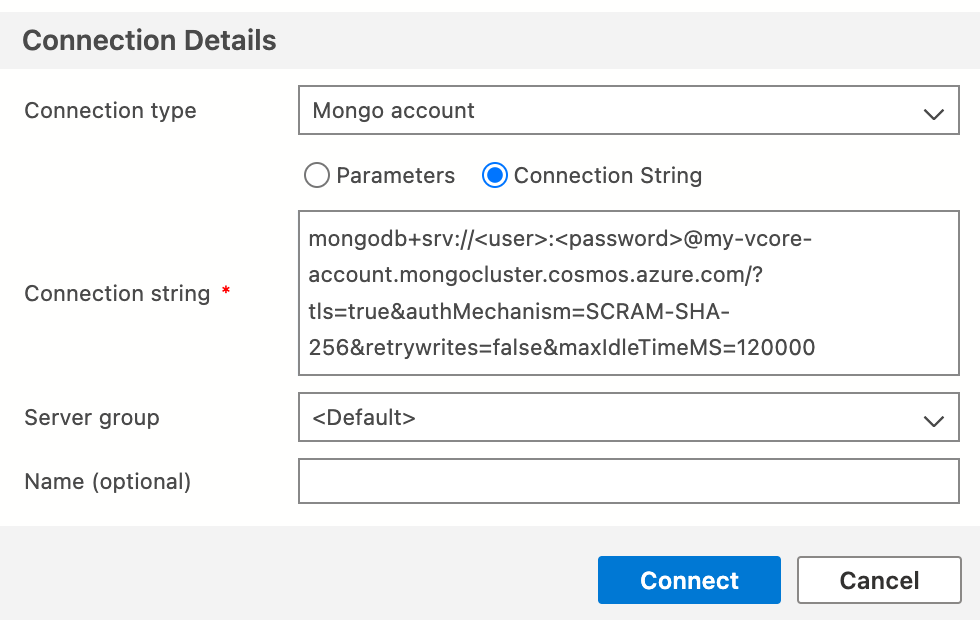 Connection Details
Connection type
Mongo account
Parameters
Connection String
Connection string *
mongodb+srv://<user>:<password>@my-vcore-
account.mongocluster.cosmos.azure.com/?
tls=true&authMechanism=SCRAM-SHA-
256&retrywrites=false&maxIdleTimeMS=120000
Server group
<Default>
Name (optional)
Connect
Cancel